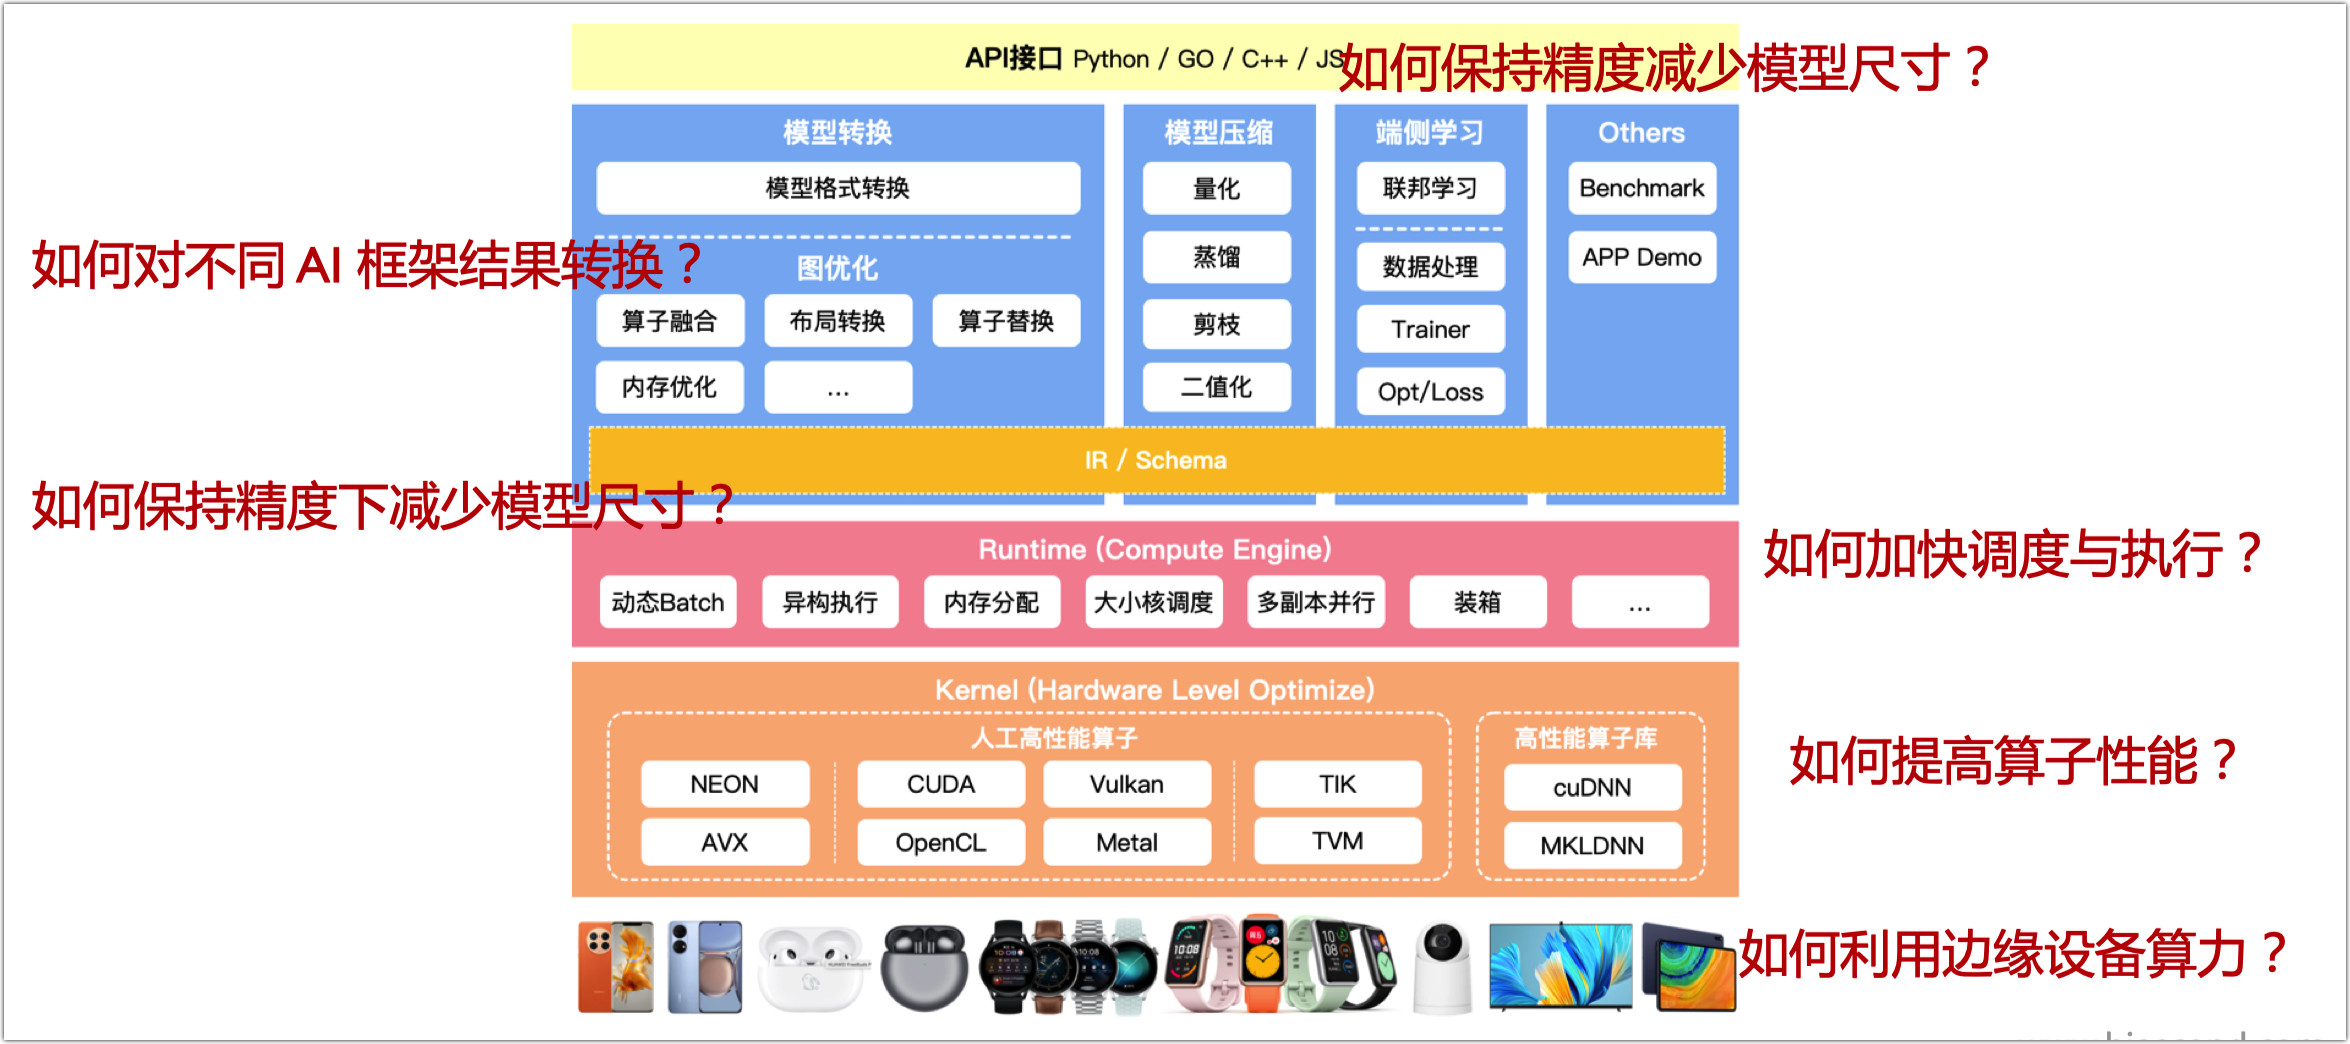 API接口 Python / GO / C++ / JS
如何保持精度减少模型尺寸？
模型转换
模型格式转换
如何对不同 AI 框架结果转换？
图优化
算子融合 布局转换 算子替换
内存优化 ...
模型压缩
量化
蒸馏
剪枝
二值化
端侧学习
联邦学习
数据处理
Trainer
Opt/Loss
Others
Benchmark
APP Demo
IR / Schema
如何保持精度下减少模型尺寸？
Runtime (Compute Engine)
如何加快调度与执行？
动态Batch 异构执行 内存分配 大小核调度 多副本并行 装箱 ...
Kernel (Hardware Level Optimize)
人工高性能算子
NEON CUDA Vulkan TIK
AVX OpenCL Metal TVM
高性能算子库
cuDNN
MKLDNN
如何提高算子性能？
如何利用边缘设备算力？